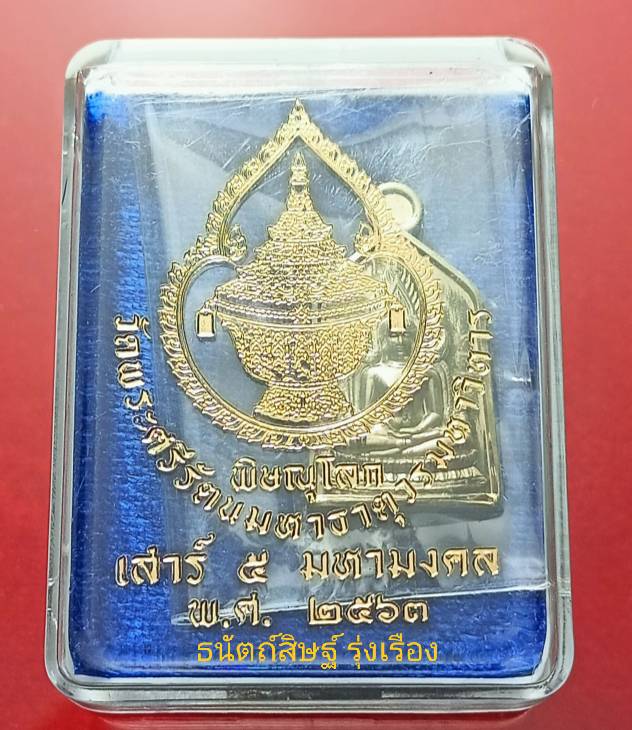 วัดพระศรีรัตนมหาธาตุวรมหาวิหาร
พิษณุโลก
เสาร์ ๕ มหามงคล
พ.ศ. ๒๕๖๓
ธนัตถ์สิษฐ์ รุ่งเรือง